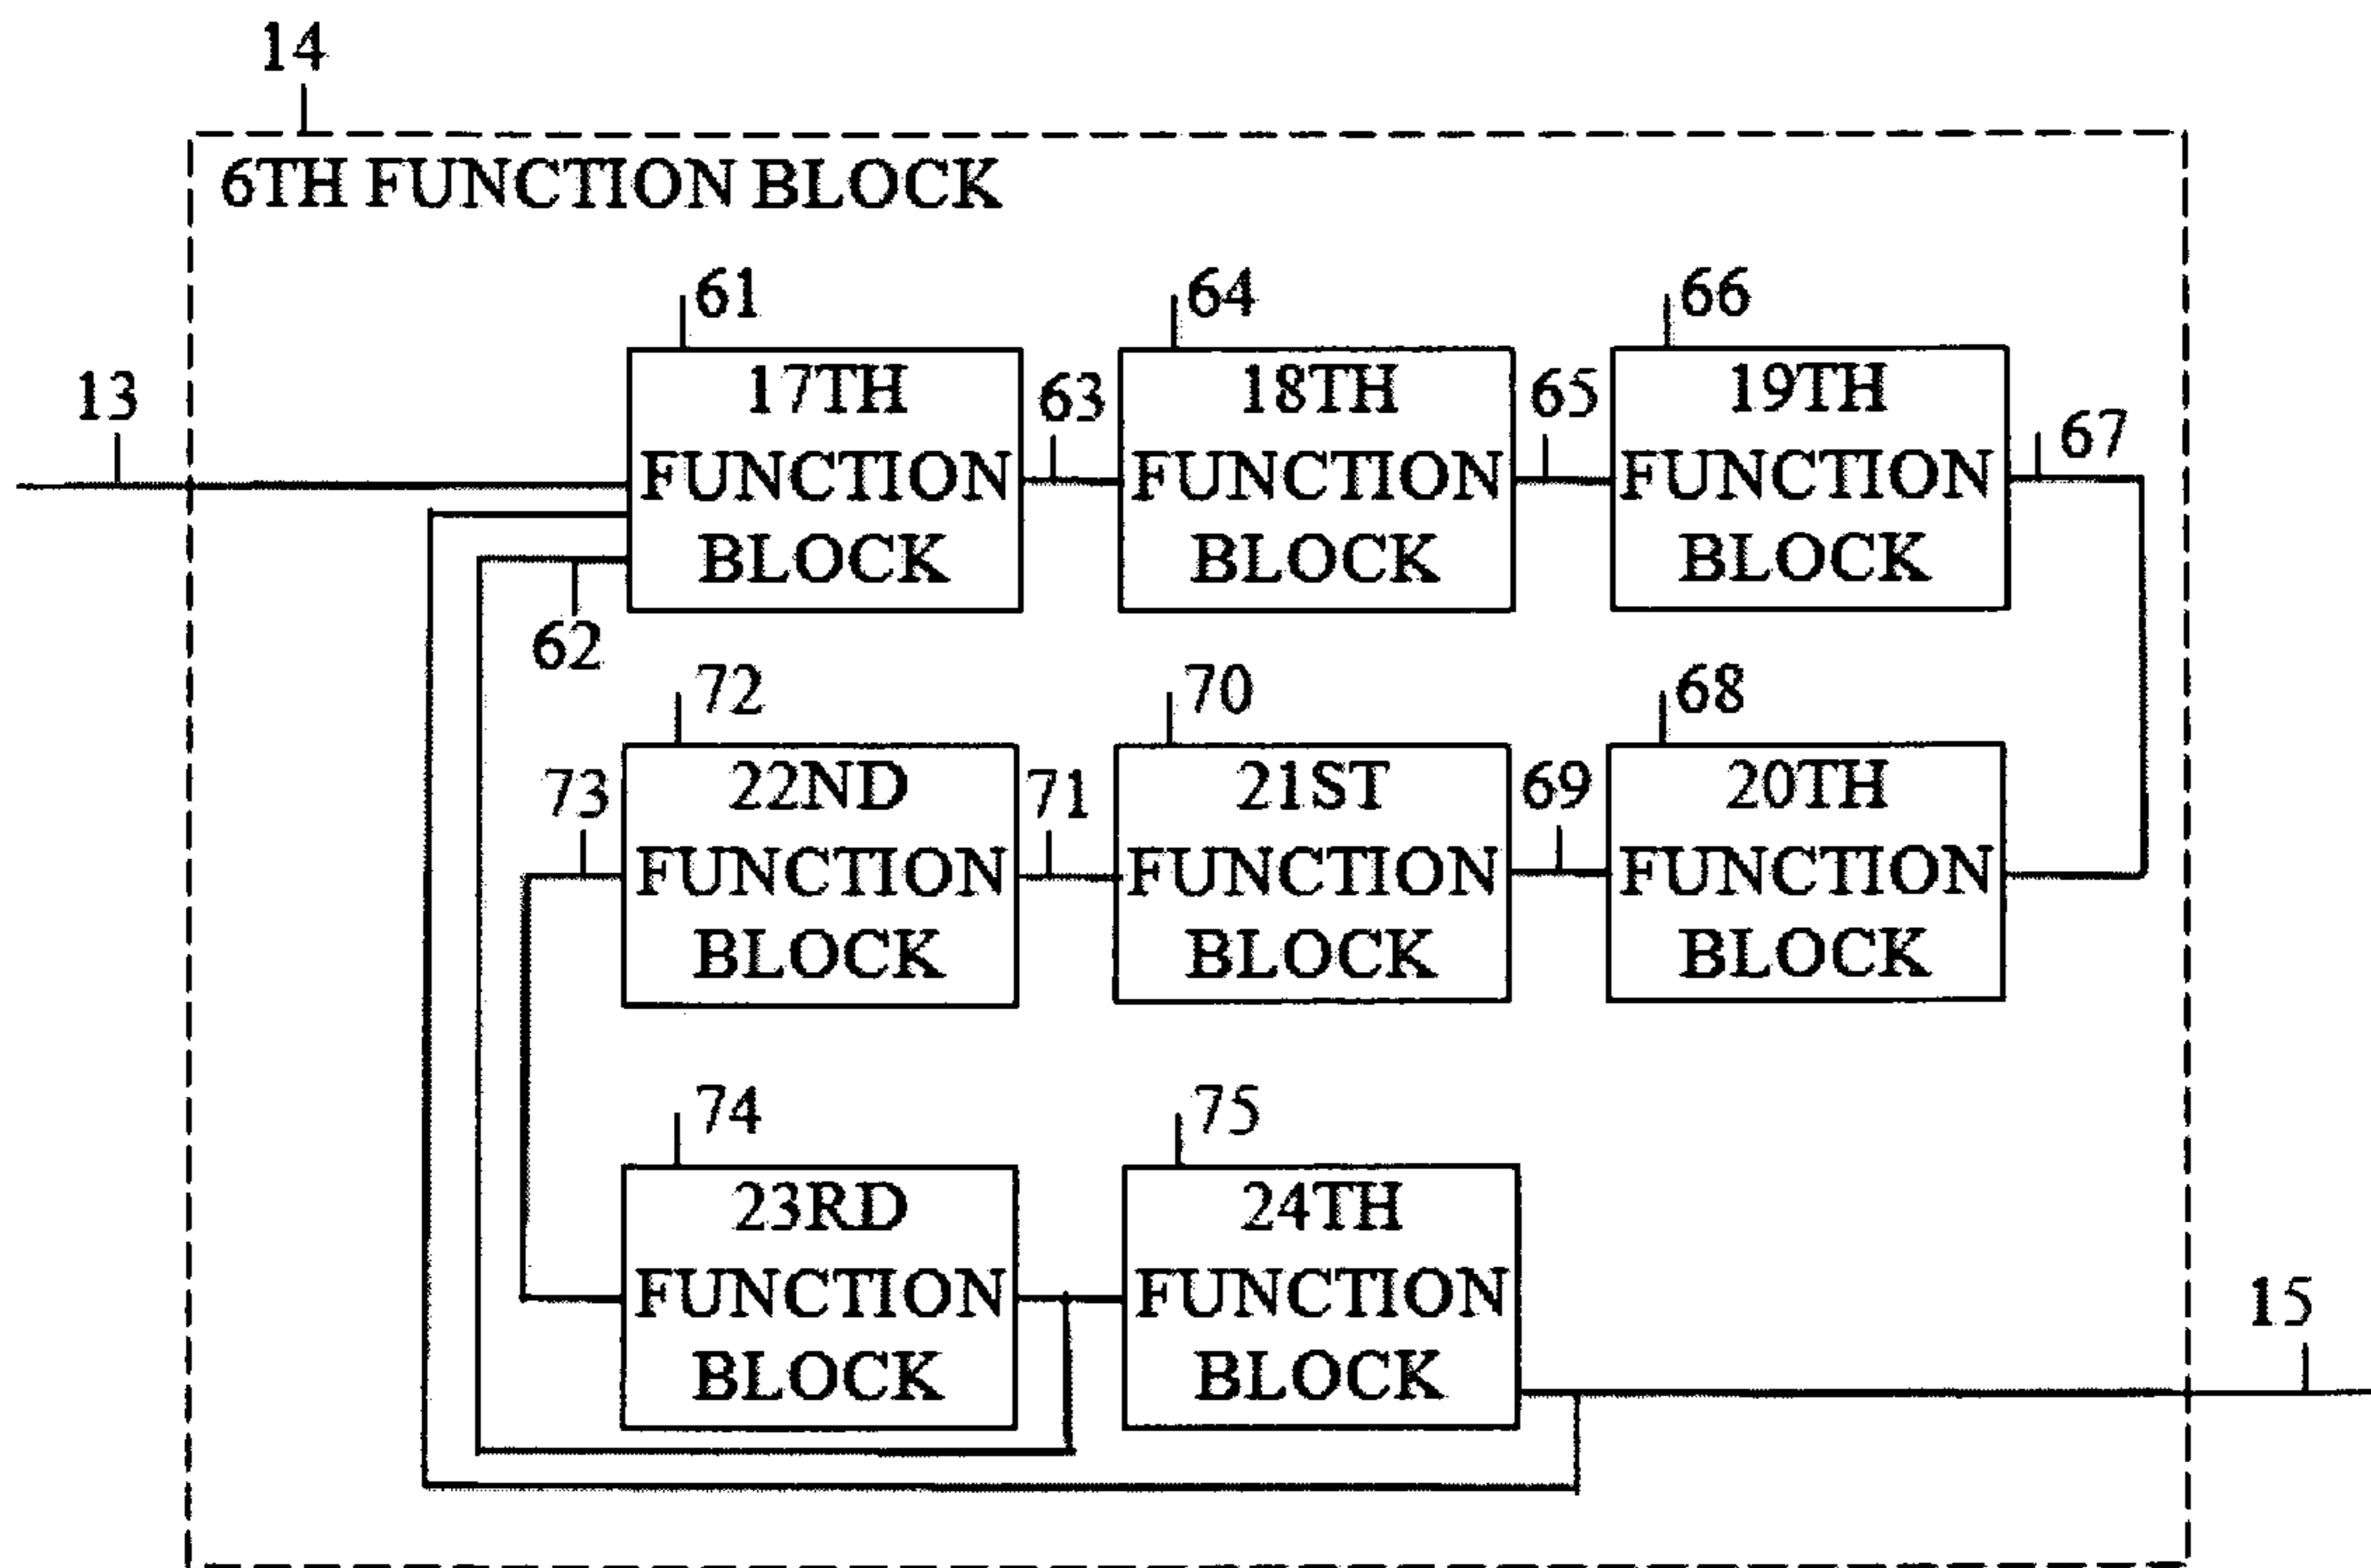 14
6TH FUNCTION BLOCK
61
64
66
13
17TH
FUNCTION
BLOCK
63
18TH
FUNCTION
BLOCK
65
19TH
FUNCTION
BLOCK
67
62
72
70
68
73
22ND
FUNCTION
BLOCK
71
21ST
FUNCTION
BLOCK
69
20TH
FUNCTION
BLOCK
74
75
23RD
FUNCTION
BLOCK
24TH
FUNCTION
BLOCK
15